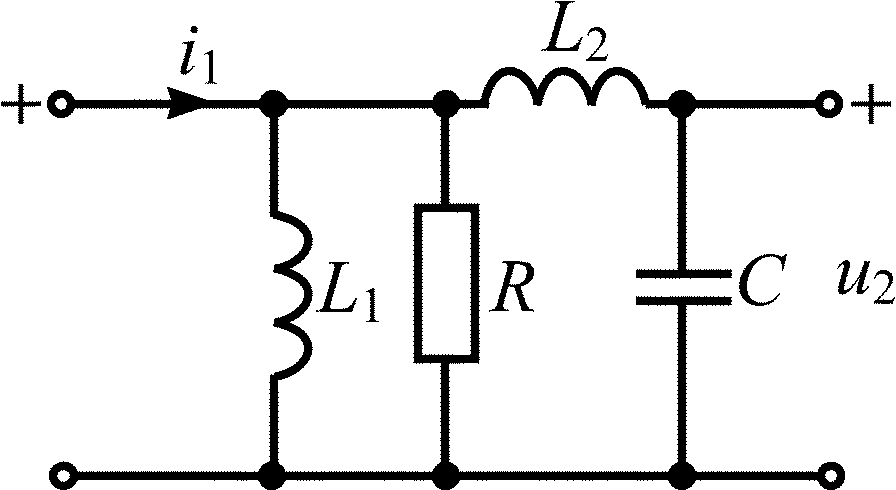 L₂
i₁
+ +
L₁ R C u₂